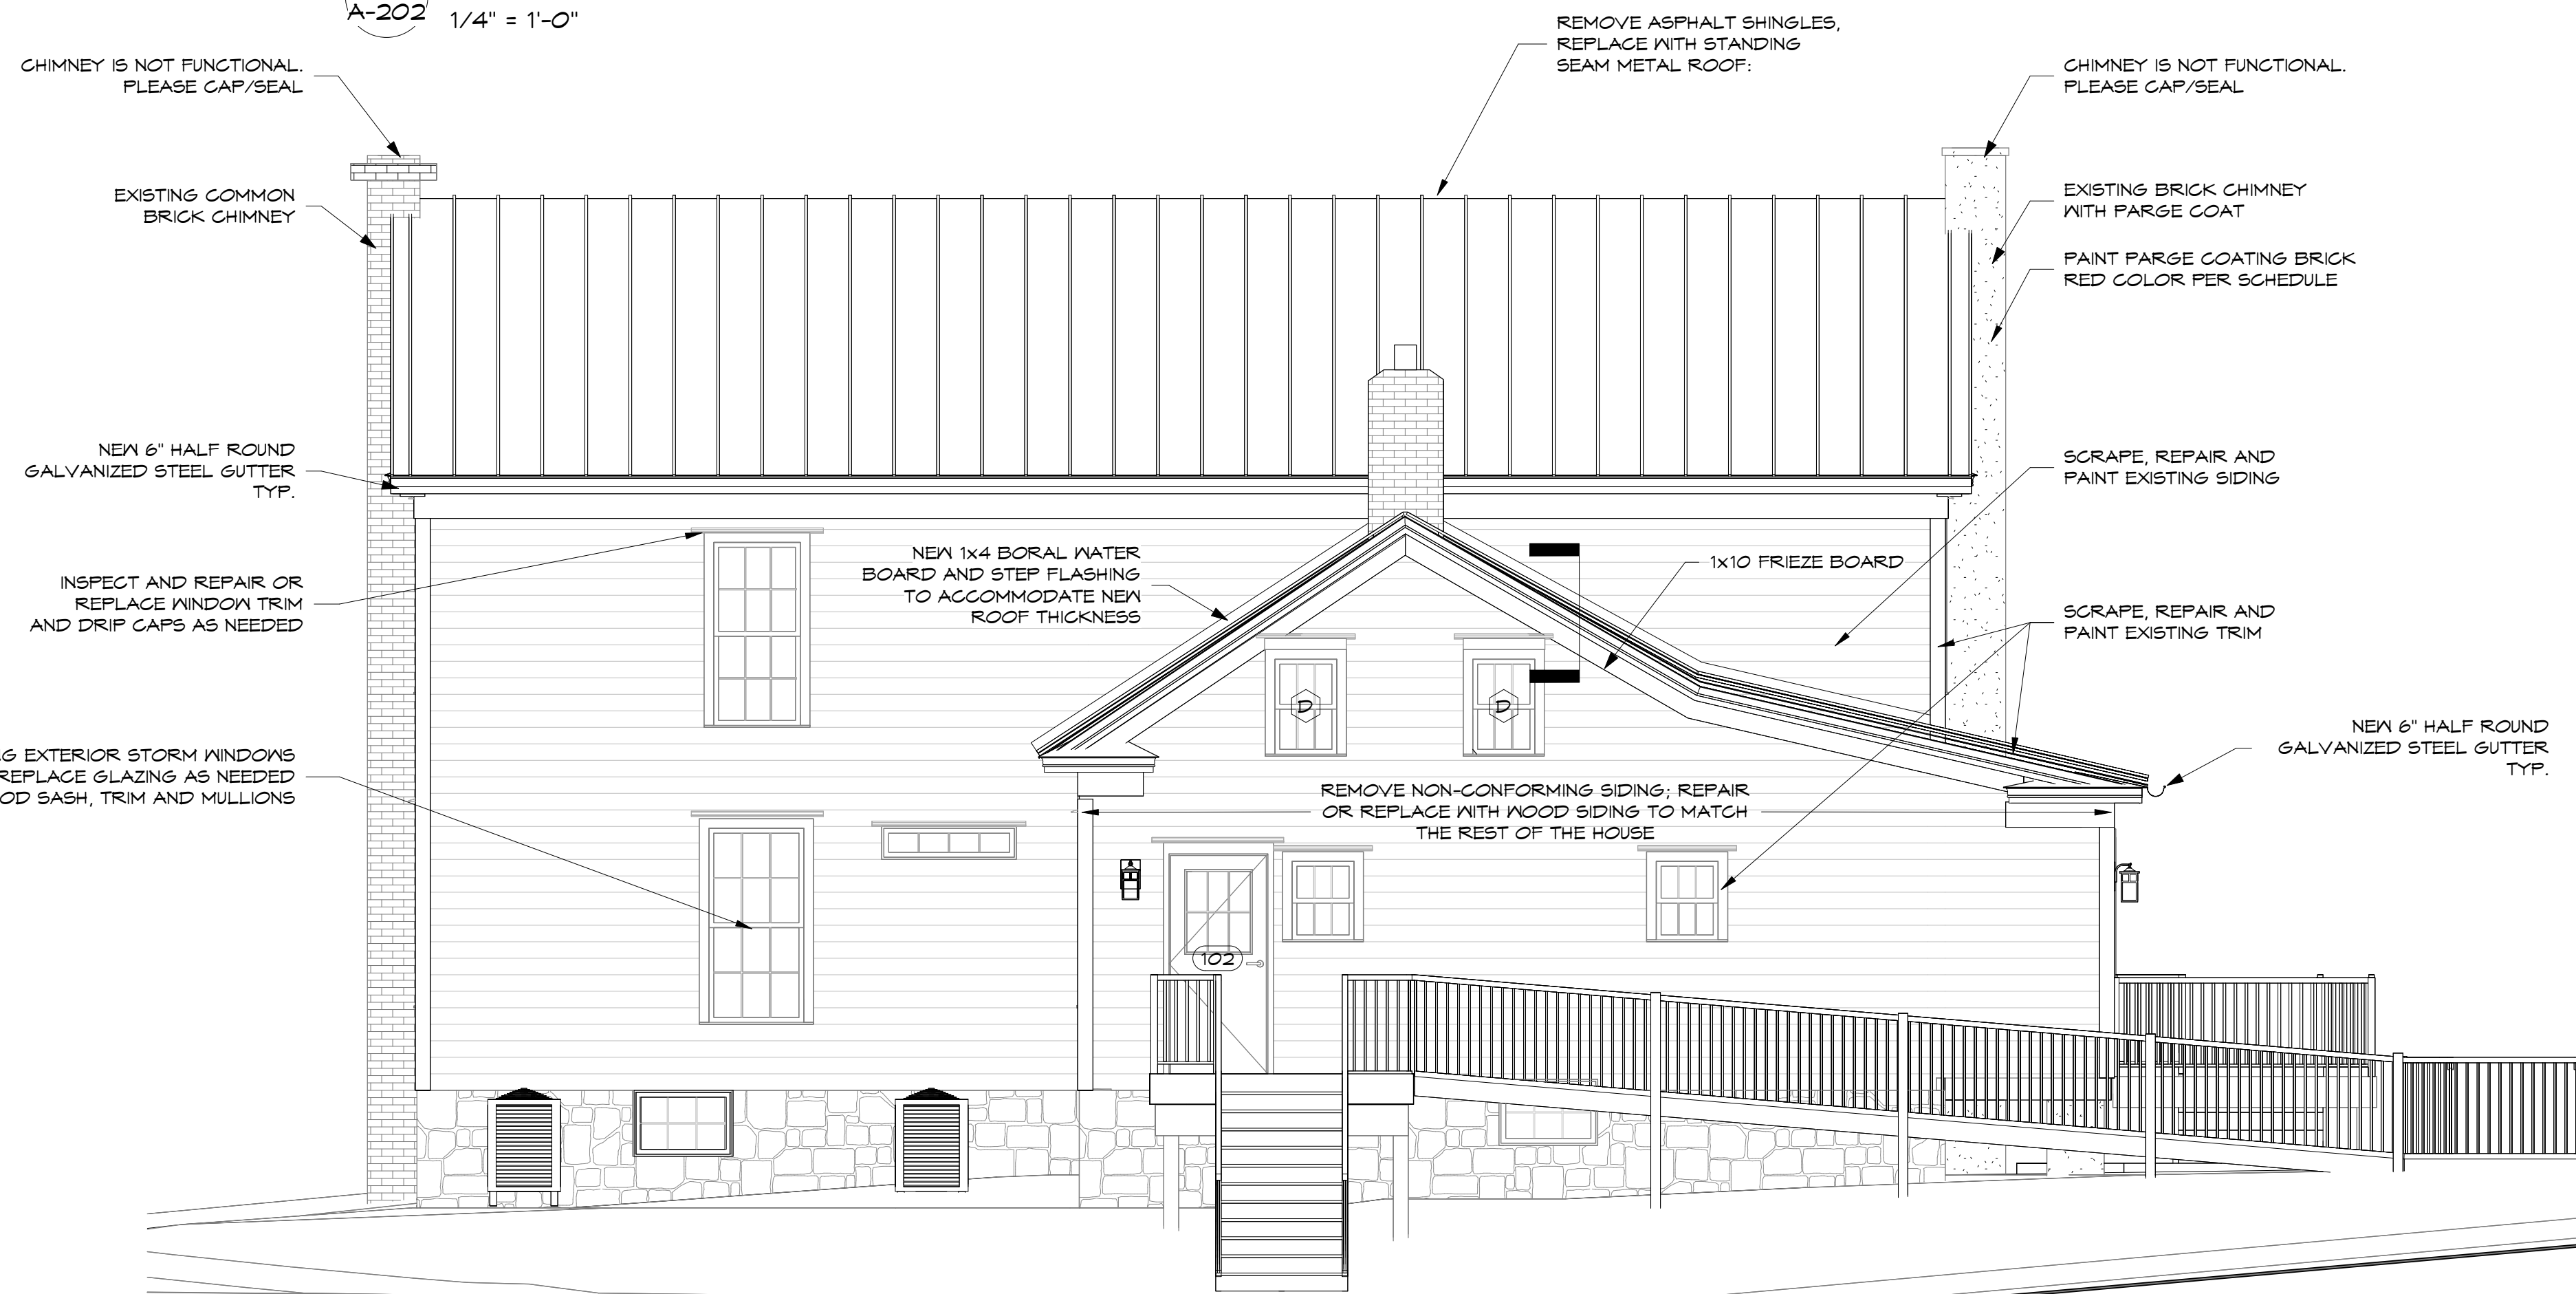 A-202
1/4" = 1'-0"
REMOVE ASPHALT SHINGLES,
REPLACE WITH STANDING
SEAM METAL ROOF:
CHIMNEY IS NOT FUNCTIONAL.
PLEASE CAP/SEAL
CHIMNEY IS NOT FUNCTIONAL.
PLEASE CAP/SEAL
EXISTING COMMON
BRICK CHIMNEY
EXISTING BRICK CHIMNEY
WITH PARGE COAT
PAINT PARGE COATING BRICK
RED COLOR PER SCHEDULE
NEW 6" HALF ROUND
GALVANIZED STEEL GUTTER
TYP.
SCRAPE, REPAIR AND
PAINT EXISTING SIDING
INSPECT AND REPAIR OR
REPLACE WINDOW TRIM
AND DRIP CAPS AS NEEDED
NEW 1x4 BORAL WATER
BOARD AND STEP FLASHING
TO ACCOMMODATE NEW
ROOF THICKNESS
1x10 FRIEZE BOARD
SCRAPE, REPAIR AND
PAINT EXISTING TRIM
D
D
EXTERIOR STORM WINDOWS
REPLACE GLAZING AS NEEDED
SASH, TRIM AND MULLIONS
NEW 6" HALF ROUND
GALVANIZED STEEL GUTTER
TYP.
REMOVE NON-CONFORMING SIDING; REPAIR
OR REPLACE WITH WOOD SIDING TO MATCH
THE REST OF THE HOUSE
102